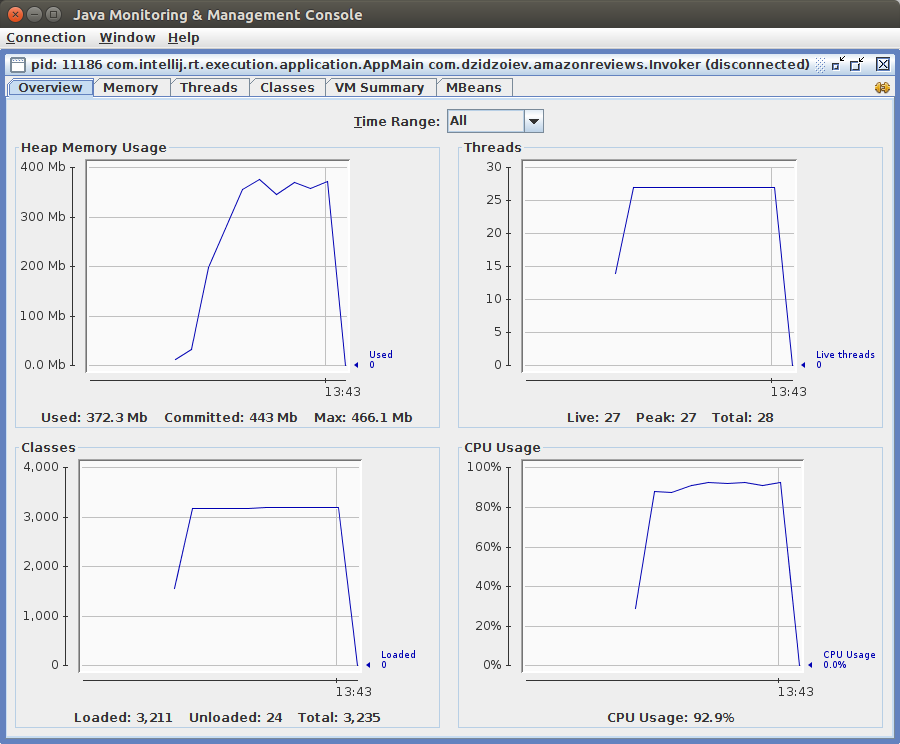 Java Monitoring & Management Console
Connection Window Help
pid: 11186 com.intellij.rt.execution.application.AppMain com.dzidzoiev.amazonreviews.Invoker (disconnected)
Overview Memory Threads Classes VM Summary MBeans
Time Range: All
Heap Memory Usage
400 Mb
300 Mb
200 Mb
100 Mb
0.0 Mb
Used
0
13:43
Used: 372.3 Mb Committed: 443 Mb Max: 466.1 Mb
Threads
30
25
20
15
10
5
0
Live threads
0
13:43
Live: 27 Peak: 27 Total: 28
Classes
4,000
3,000
2,000
1,000
0
Loaded
0
13:43
Loaded: 3,211 Unloaded: 24 Total: 3,235
CPU Usage
100%
80%
60%
40%
20%
0%
CPU Usage
0.0%
13:43
CPU Usage: 92.9%